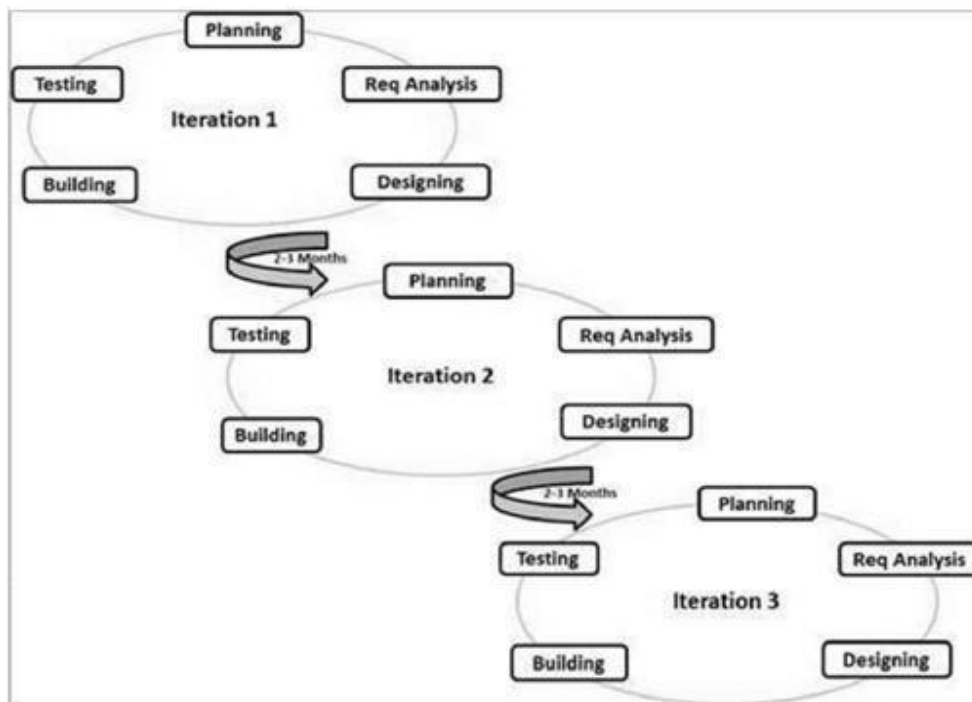 Planning
Testing
Req Analysis
Iteration 1
Building
Designing
2-3 Months
Planning
Testing
Req Analysis
Iteration 2
Building
Designing
2-3 Months
Planning
Testing
Req Analysis
Iteration 3
Building
Designing